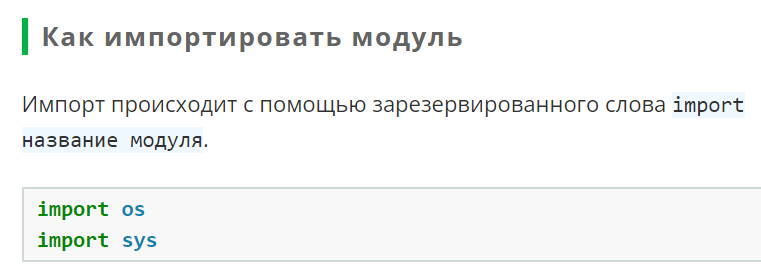 Как импортировать модуль
Импорт происходит с помощью зарезервированного слова import
название модуля.
import os
import sys